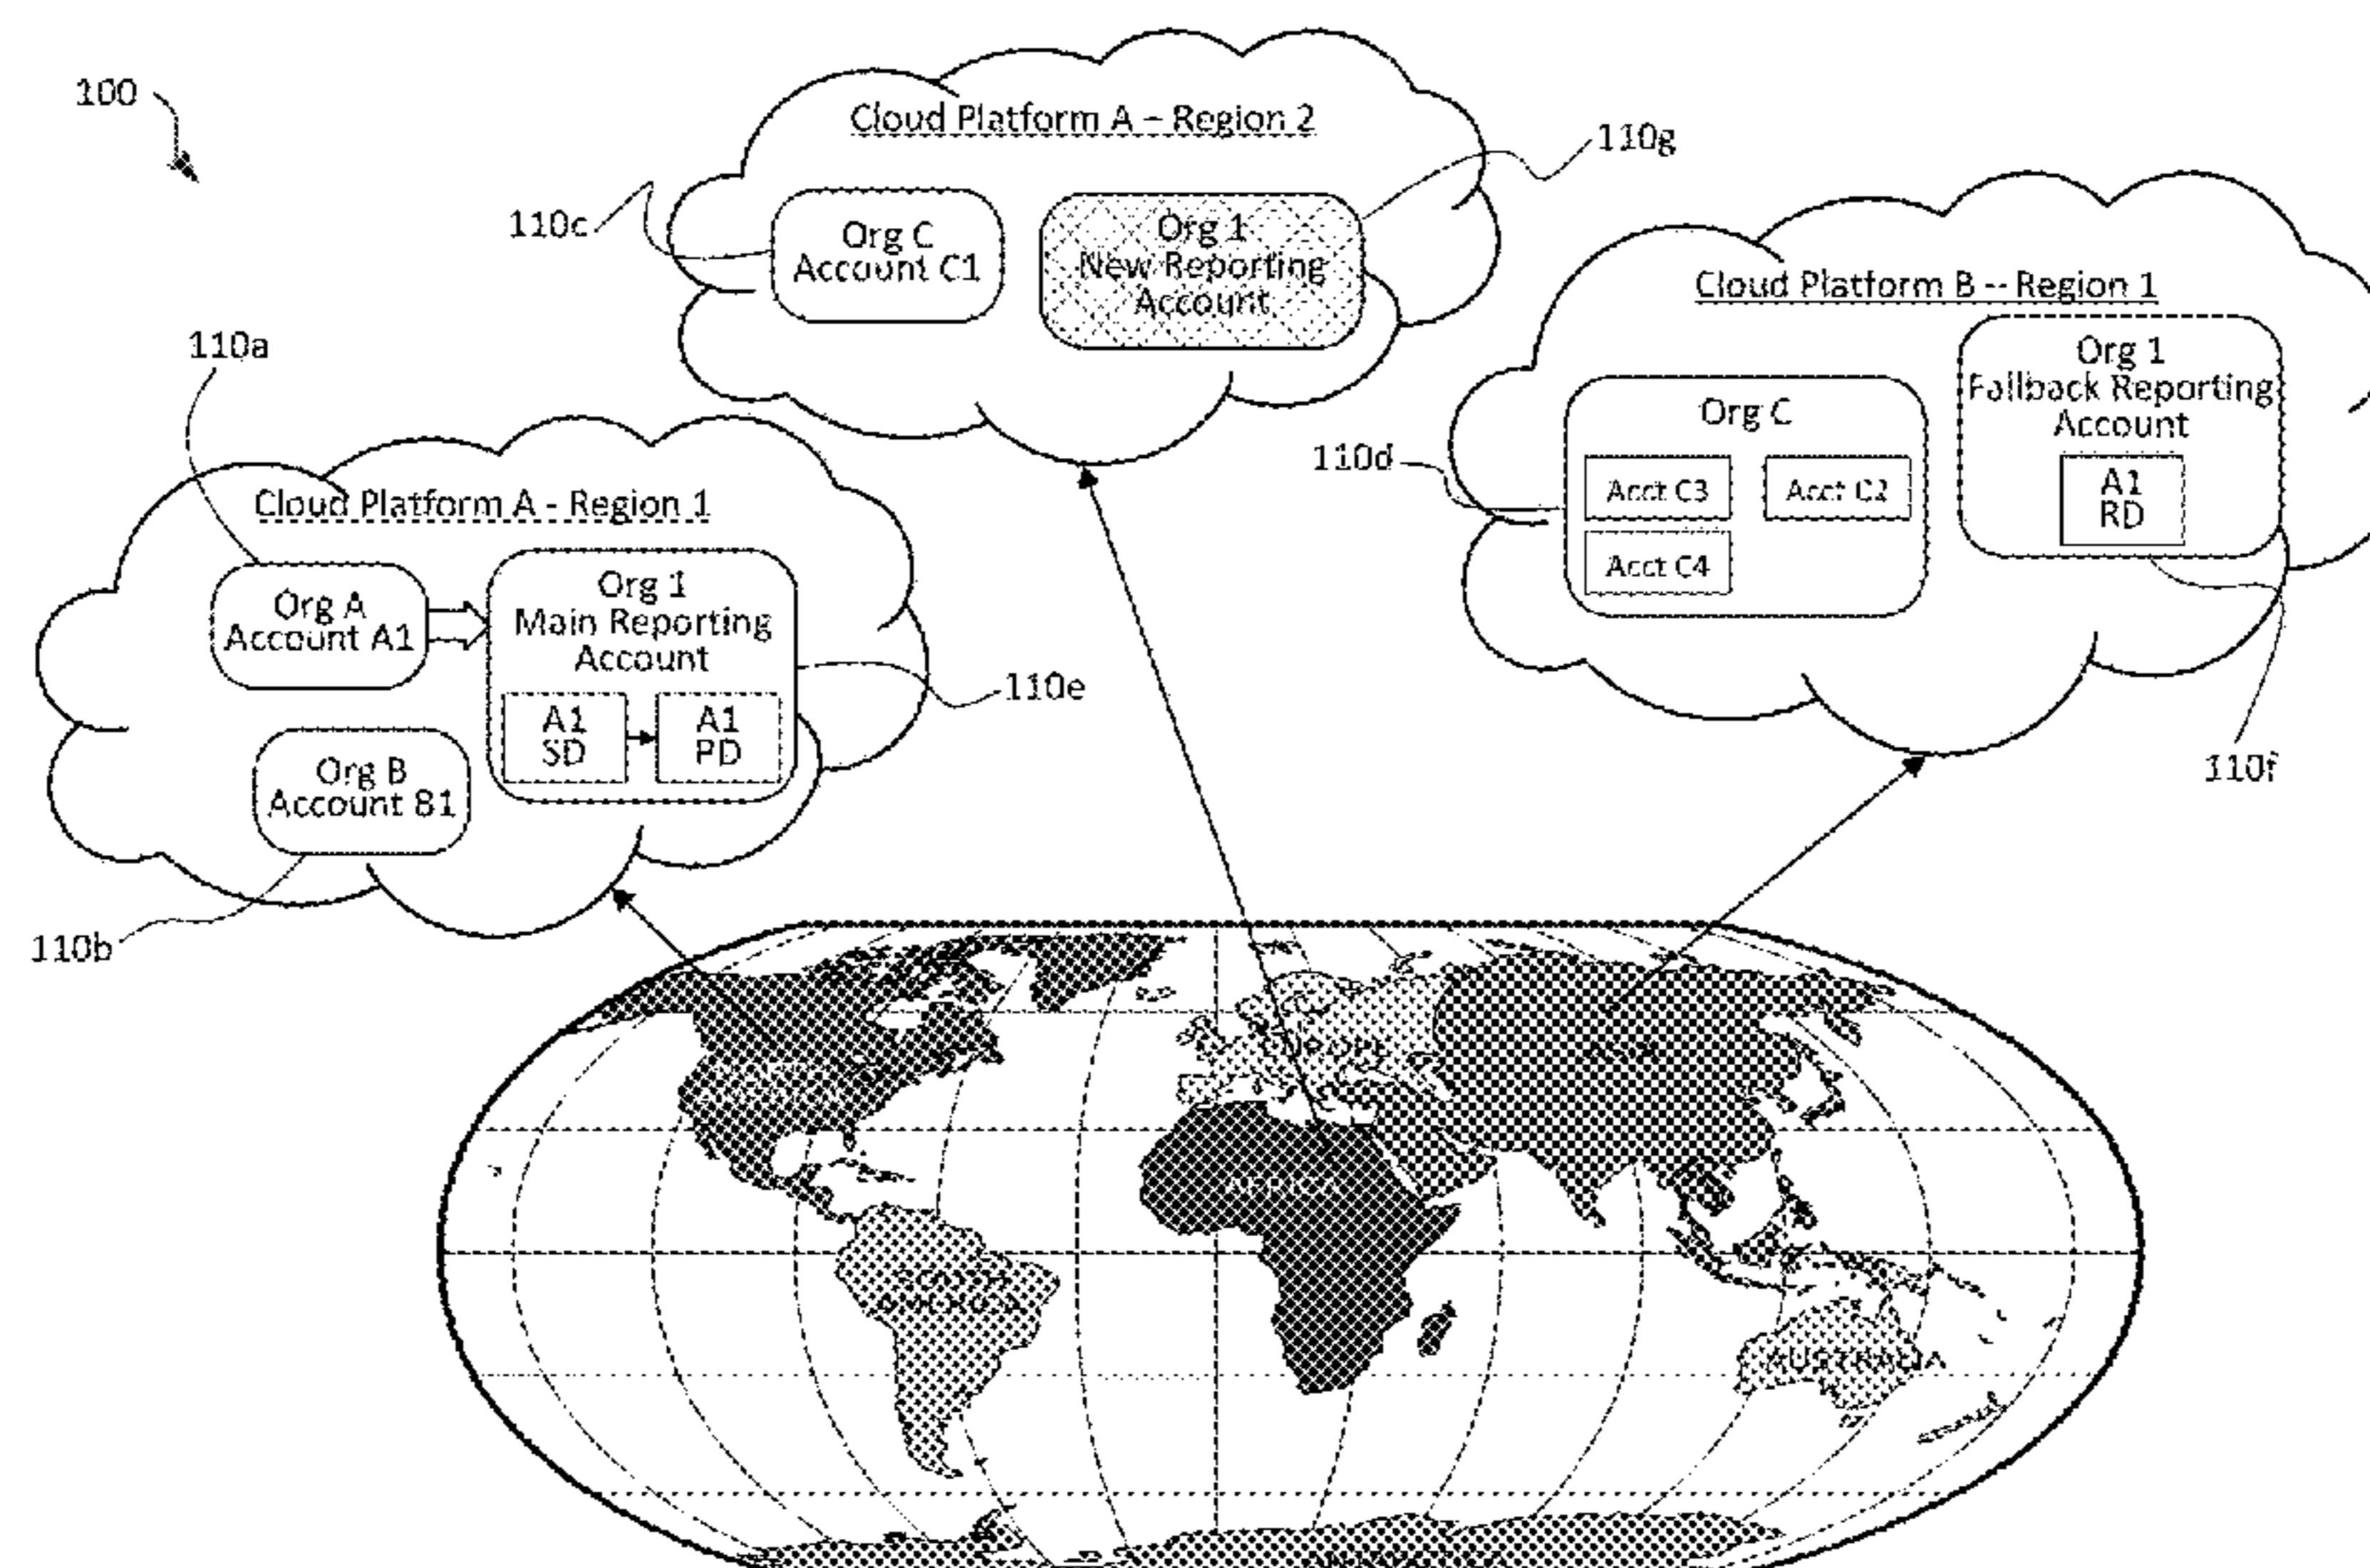 100
Cloud Platform A – Region 2
110g
110c
Org C
Account C1
Org 1
New Reporting
Account
Cloud Platform B -- Region 1
110a
Org 1
Fallback Reporting
Account
A1
RD
Org C
110d
Acct C3
Acct C2
Acct C4
Cloud Platform A - Region 1
Org A
Account A1
Org 1
Main Reporting
Account
110e
A1
SD
A1
PD
Org B
Account B1
110f
110b
EUROPE
AFRICA
AMERICA
AUSTRALIA